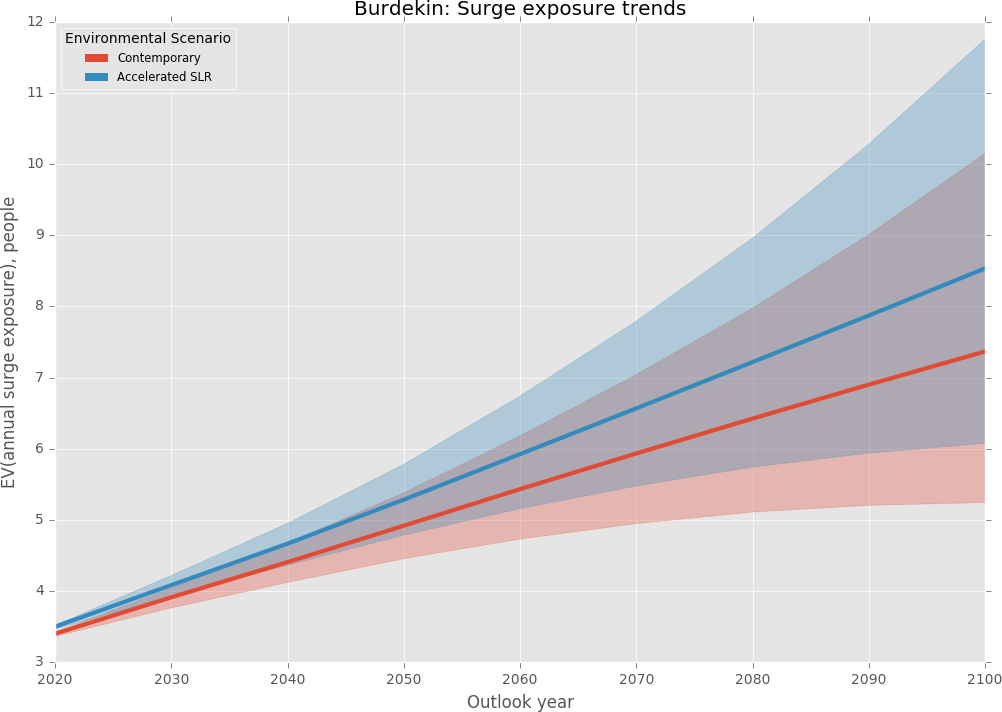 Burdekin: Surge exposure trends
Environmental Scenario
Contemporary
Accelerated SLR
EV(annual surge exposure), people
12
11
10
9
8
7
6
5
4
3
2020 2030 2040 2050 2060 2070 2080 2090 2100
Outlook year